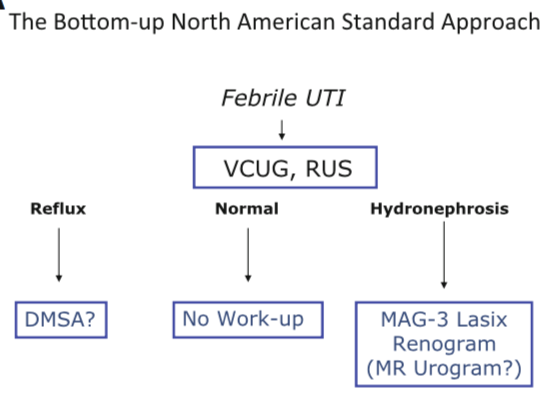 The Bottom-up North American Standard Approach
Febrile UTI
VCUG, RUS
Reflux
Normal
Hydronephrosis
DMSA?
No Work-up
MAG-3 Lasix
Renogram
(MR Urogram?)